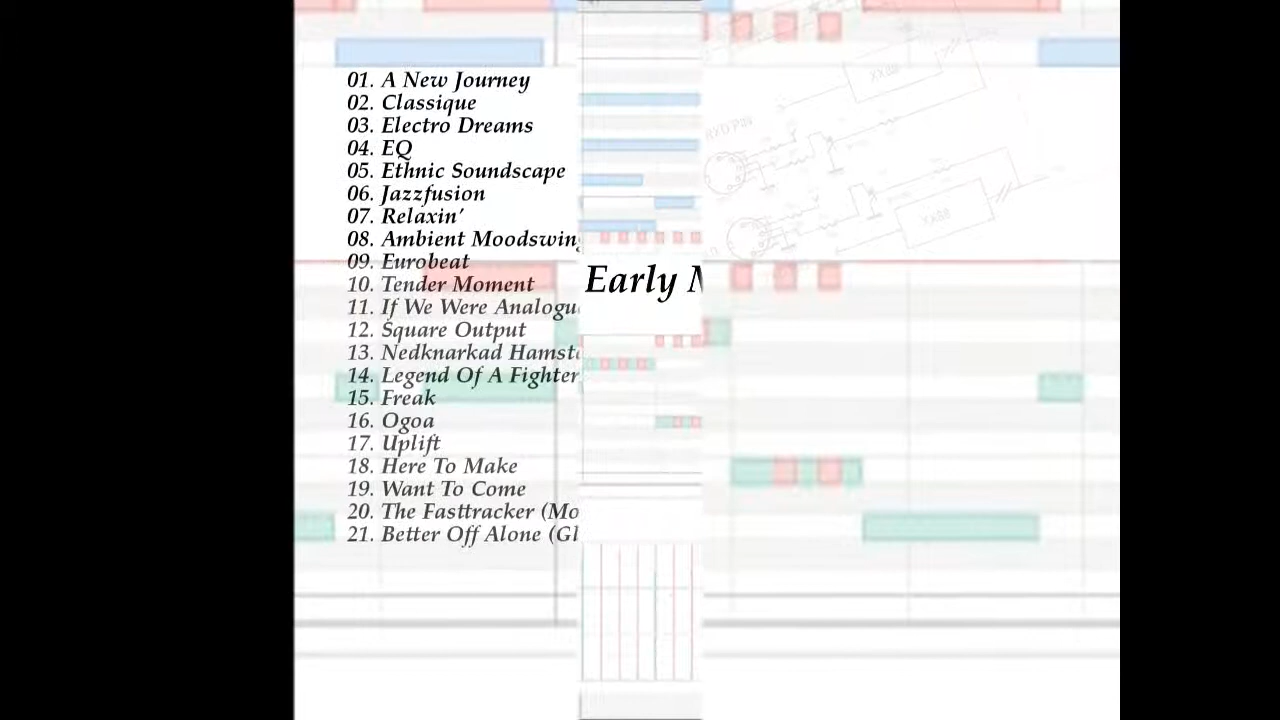 01. A New Journey
02. Classique
03. Electro Dreams
04. EQ
05. Ethnic Soundscape
06. Jazzfusion
07. Relaxin'
08. Ambient Moodswin
09. Eurobeat
10. Tender Moment
11. If We Were Analogu
12. Square Output
13. Nedknarkad Hamst
14. Legend Of A Fighter
15. Freak
16. Ogoa
17. Uplift
18. Here To Make
19. Want To Come
20. The Fasttracker (Mo
21. Better Off Alone (Gl
Early